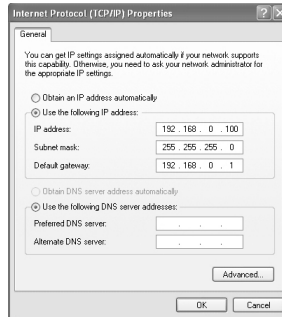 Internet Protocol (TCP/IP) Properties
General
You can get IP settings assigned automatically if your network supports
this capability. Otherwise, you need to ask your network administrator for
the appropriate IP settings.
Obtain an IP address automatically
Use the following IP address:
IP address: 192 . 168 . 0 . 100
Subnet mask: 255 . 255 . 255 . 0
Default gateway: 192 . 168 . 0 . 1
Obtain DNS server address automatically
Use the following DNS server addresses:
Preferred DNS server: . . .
Alternate DNS server: . . .
Advanced...
OK Cancel